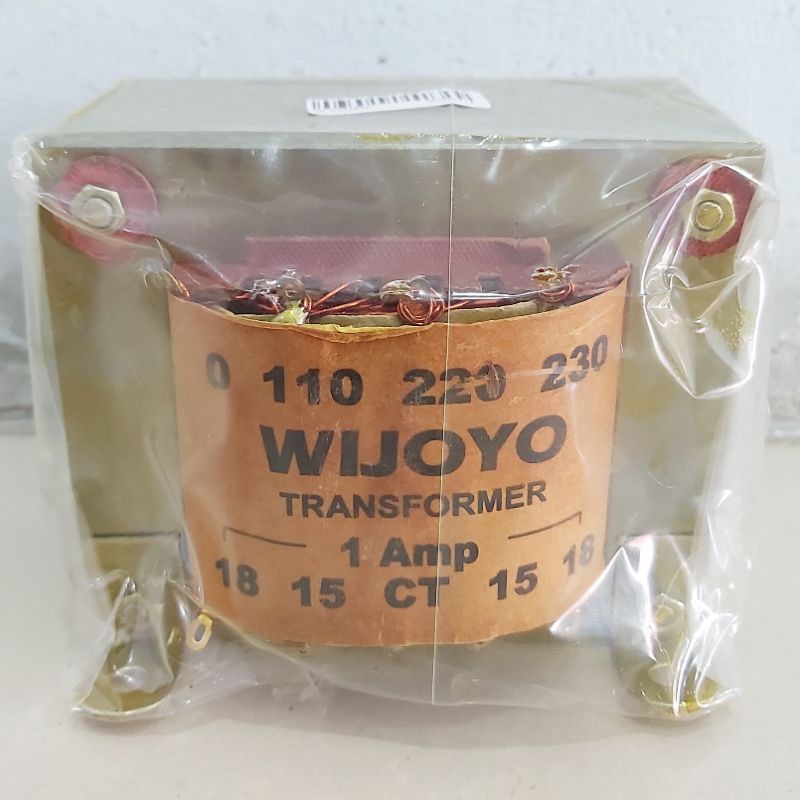 0 110 220 230
WIJOYO
TRANSFORMER
1 Amp
18 15 CT 15 18